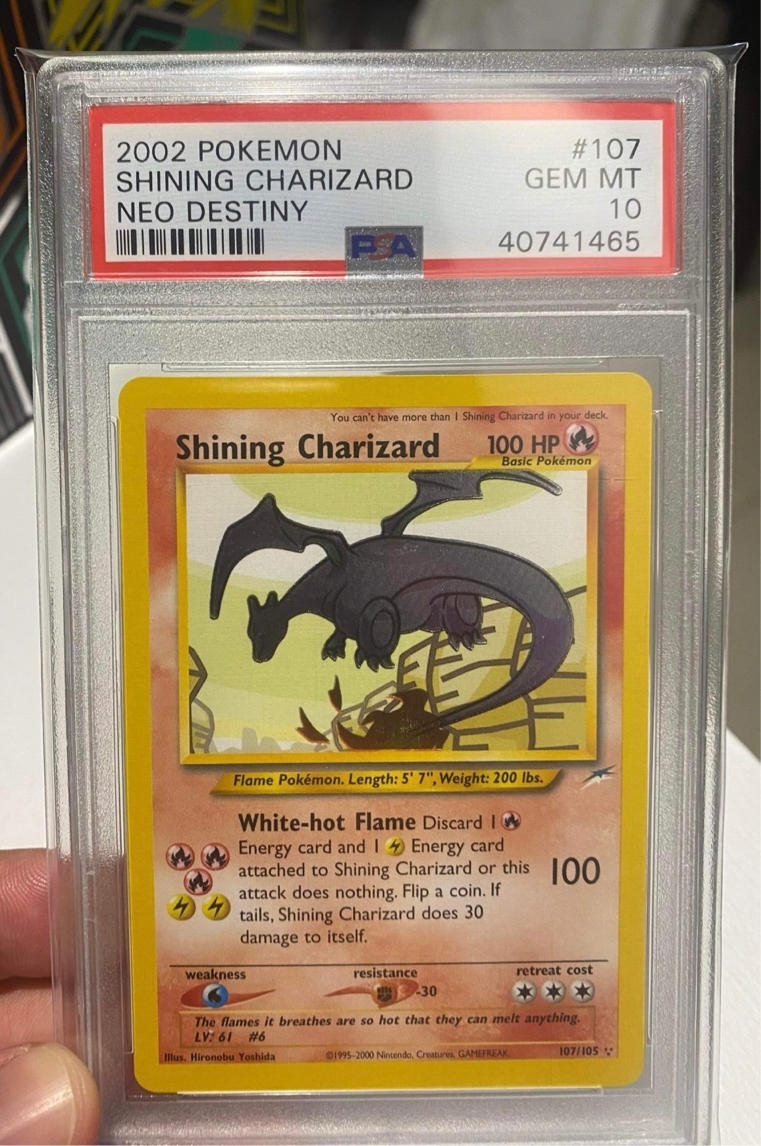 2002 POKEMON #107
SHINING CHARIZARD GEM MT
NEO DESTINY 10
PSA 40741465
You can't have more than 1 Shining Charizard in your deck.
Shining Charizard 100 HP
Basic Pokémon
Flame Pokémon. Length: 5' 7", Weight: 200 lbs.
White-hot Flame Discard 1
Energy card and 1 Energy card
attached to Shining Charizard or this
attack does nothing. Flip a coin. If
tails, Shining Charizard does 30
damage to itself.
100
weakness resistance retreat cost
-30
The flames it breathes are so hot that they can melt anything.
LV. 61 #6
Illus. Hironobu Yoshida ©1995-2000 Nintendo, Creatures, GAMEFREAK. 107/105